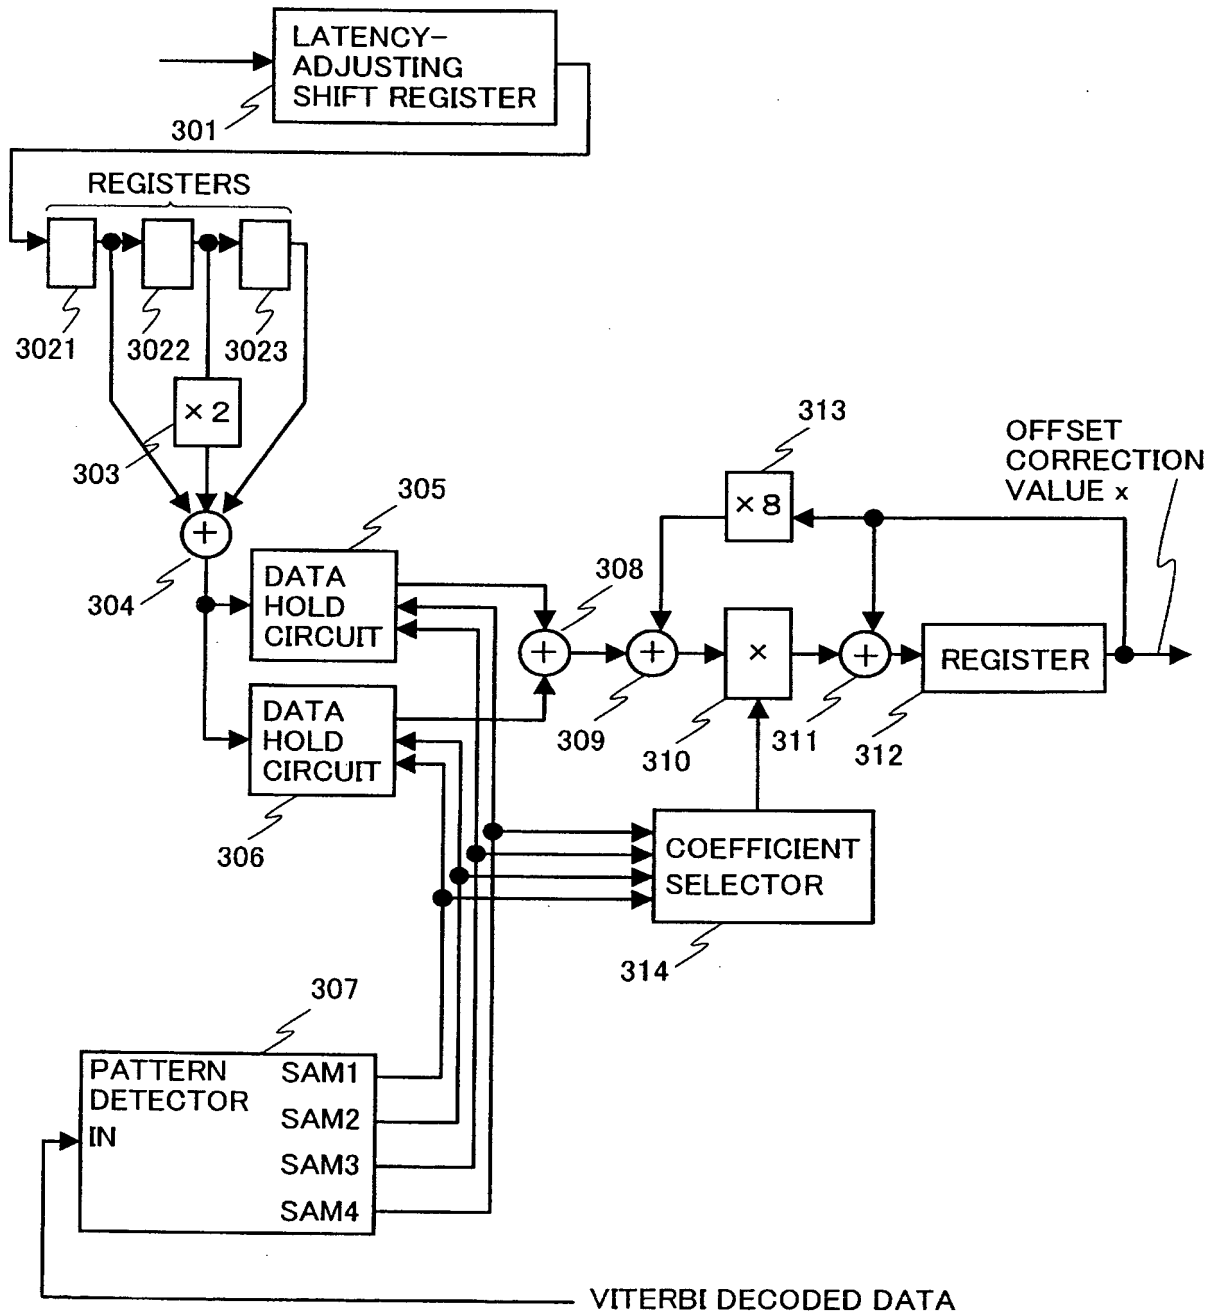 LATENCY-
ADJUSTING
SHIFT REGISTER
301
REGISTERS
3021
3022
3023
×2
303
304
+
305
DATA
HOLD
CIRCUIT
DATA
HOLD
CIRCUIT
306
308
+
309
+
310
×
311
+
312
REGISTER
313
×8
OFFSET
CORRECTION
VALUE x
COEFFICIENT
SELECTOR
314
307
PATTERN
DETECTOR
IN
SAM1
SAM2
SAM3
SAM4
VITERBI DECODED DATA